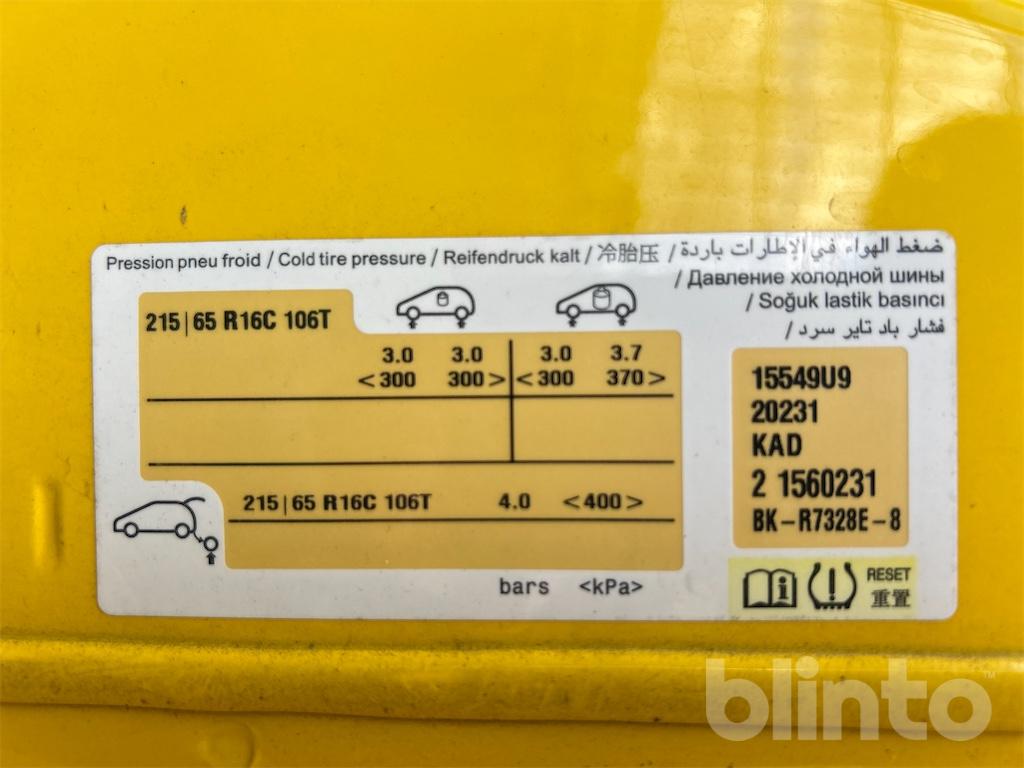 Pression pneu froid / Cold tire pressure / Reifendruck kalt / 冷胎压 / ضغط الهواء في الإطارات باردة
/ Давление холодной шины
/ Soğuk lastik basıncı
/ فشار باد تایر سرد
215|65 R16C 106T
3.0 3.0 3.0 3.7
<300 300> <300 370>
215|65 R16C 106T 4.0 <400>
bars <kPa>
15549U9
20231
KAD
2 1560231
BK-R7328E-8
RESET
重置
blinto™